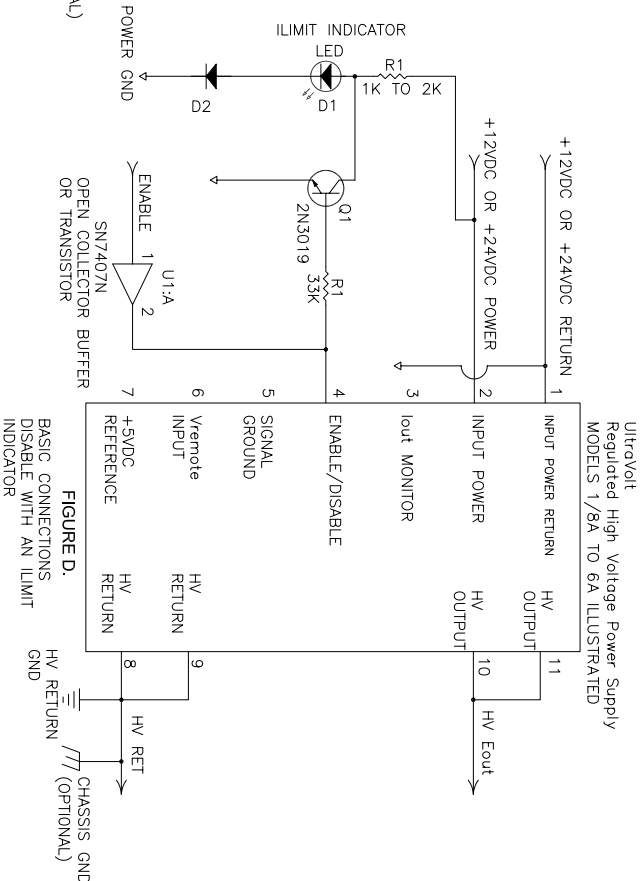 UltraVolt
Regulated High Voltage Power Supply
MODELS 1/8A TO 6A ILLUSTRATED
ILIMIT INDICATOR
LED
R1
1K TO 2K
D1
D2
POWER GND
AL)
+12VDC OR +24VDC RETURN
+12VDC OR +24VDC POWER
Q1
2N3019
R1
33K
ENABLE
1
U1:A
2
SN7407N
OPEN COLLECTOR BUFFER
OR TRANSISTOR
1
INPUT POWER RETURN
2
INPUT POWER
3
Iout MONITOR
4
ENABLE/DISABLE
5
SIGNAL
GROUND
6
Vremote
INPUT
7
+5VDC
REFERENCE
HV
OUTPUT
11
HV
OUTPUT
10
HV
RETURN
9
HV
RETURN
8
HV Eout
HV RET
HV RETURN
GND
CHASSIS GND
(OPTIONAL)
FIGURE D.
BASIC CONNECTIONS
DISABLE WITH AN ILIMIT
INDICATOR